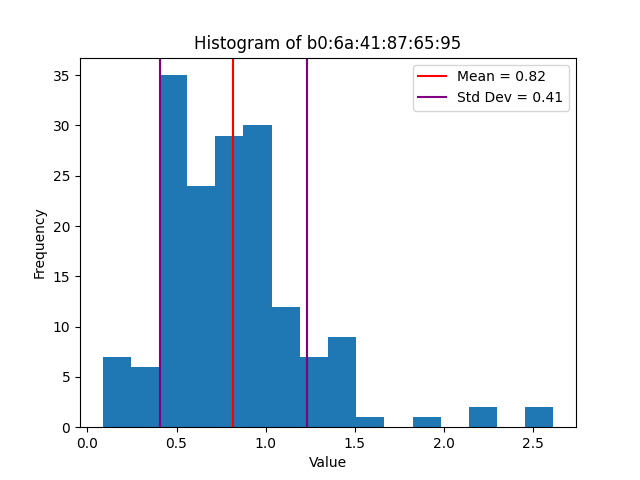 Histogram of b0:6a:41:87:65:95
Mean = 0.82
Std Dev = 0.41
35
30
25
20
15
10
5
0
Frequency
0.0 0.5 1.0 1.5 2.0 2.5
Value